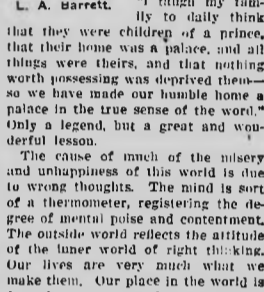 L. A. Barrett. "I taught my fam-
ily to daily think
that they were children of a prince,
that their home was a palace, and all
things were theirs, and that nothing
worth possessing was deprived them—
so we have made our humble home a
palace in the true sense of the word."
Only a legend, but a great and won-
derful lesson.
The cause of much of the misery
and unhappiness of this world is due
to wrong thoughts. The mind is sort
of a thermometer, registering the de-
gree of mental poise and contentment.
The outside world reflects the attitude
of the inner world of right thinking.
Our lives are very much what we
make them. Our place in the world is